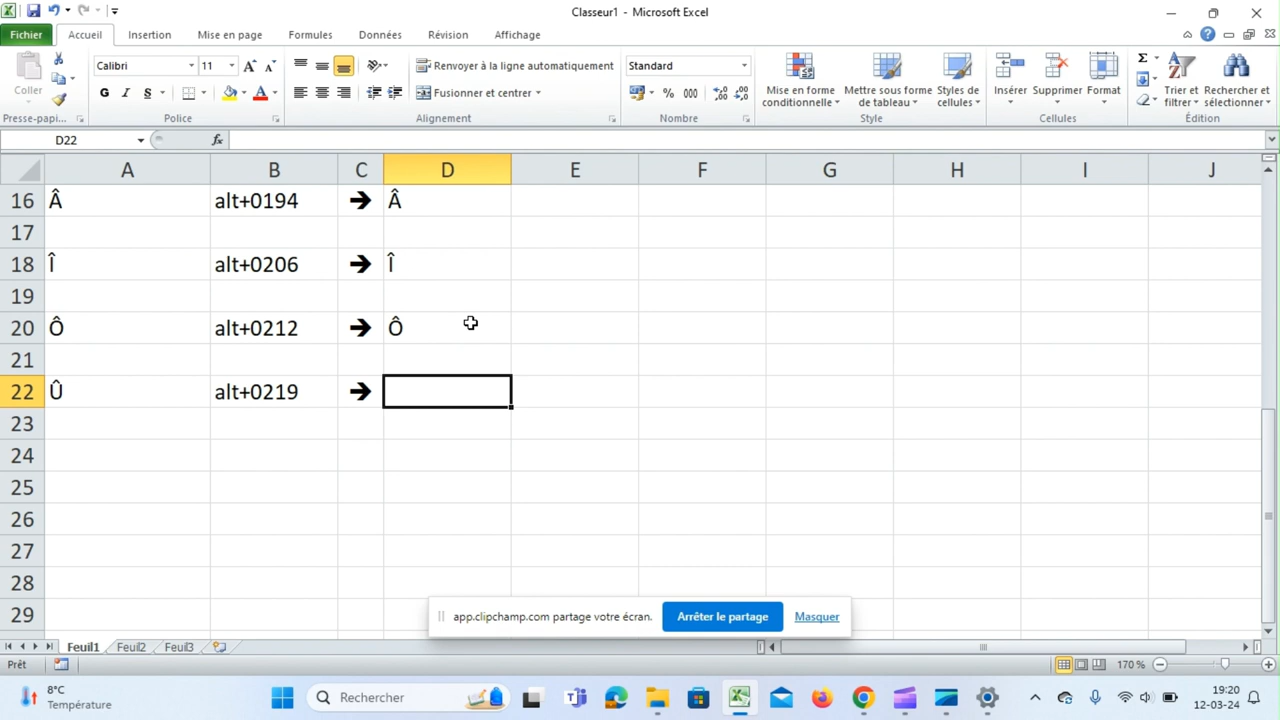 Classeur1 - Microsoft Excel
Fichier Accueil Insertion Mise en page Formules Données Révision Affichage
Coller
Presse-papi...
Calibri 11
G I S
Police
Renvoyer à la ligne automatiquement
Fusionner et centrer
Alignement
Standard
% 000
Nombre
Mise en forme conditionnelle
Mettre sous forme de tableau
Styles de cellules
Style
Insérer Supprimer Format
Cellules
Trier et filtrer
Rechercher et sélectionner
Édition
D22 fx
A B C D E F G H I J
16 Â alt+0194 ➔ Â
17
18 Î alt+0206 ➔ Î
19
20 Ô alt+0212 ➔ Ô
21
22 Û alt+0219 ➔
23
24
25
26
27
28
29
app.clipchamp.com partage votre écran. Arrêter le partage Masquer
Feuil1 Feuil2 Feuil3
Prêt 170 %
8°C
Température
Rechercher
19:20
12-03-24